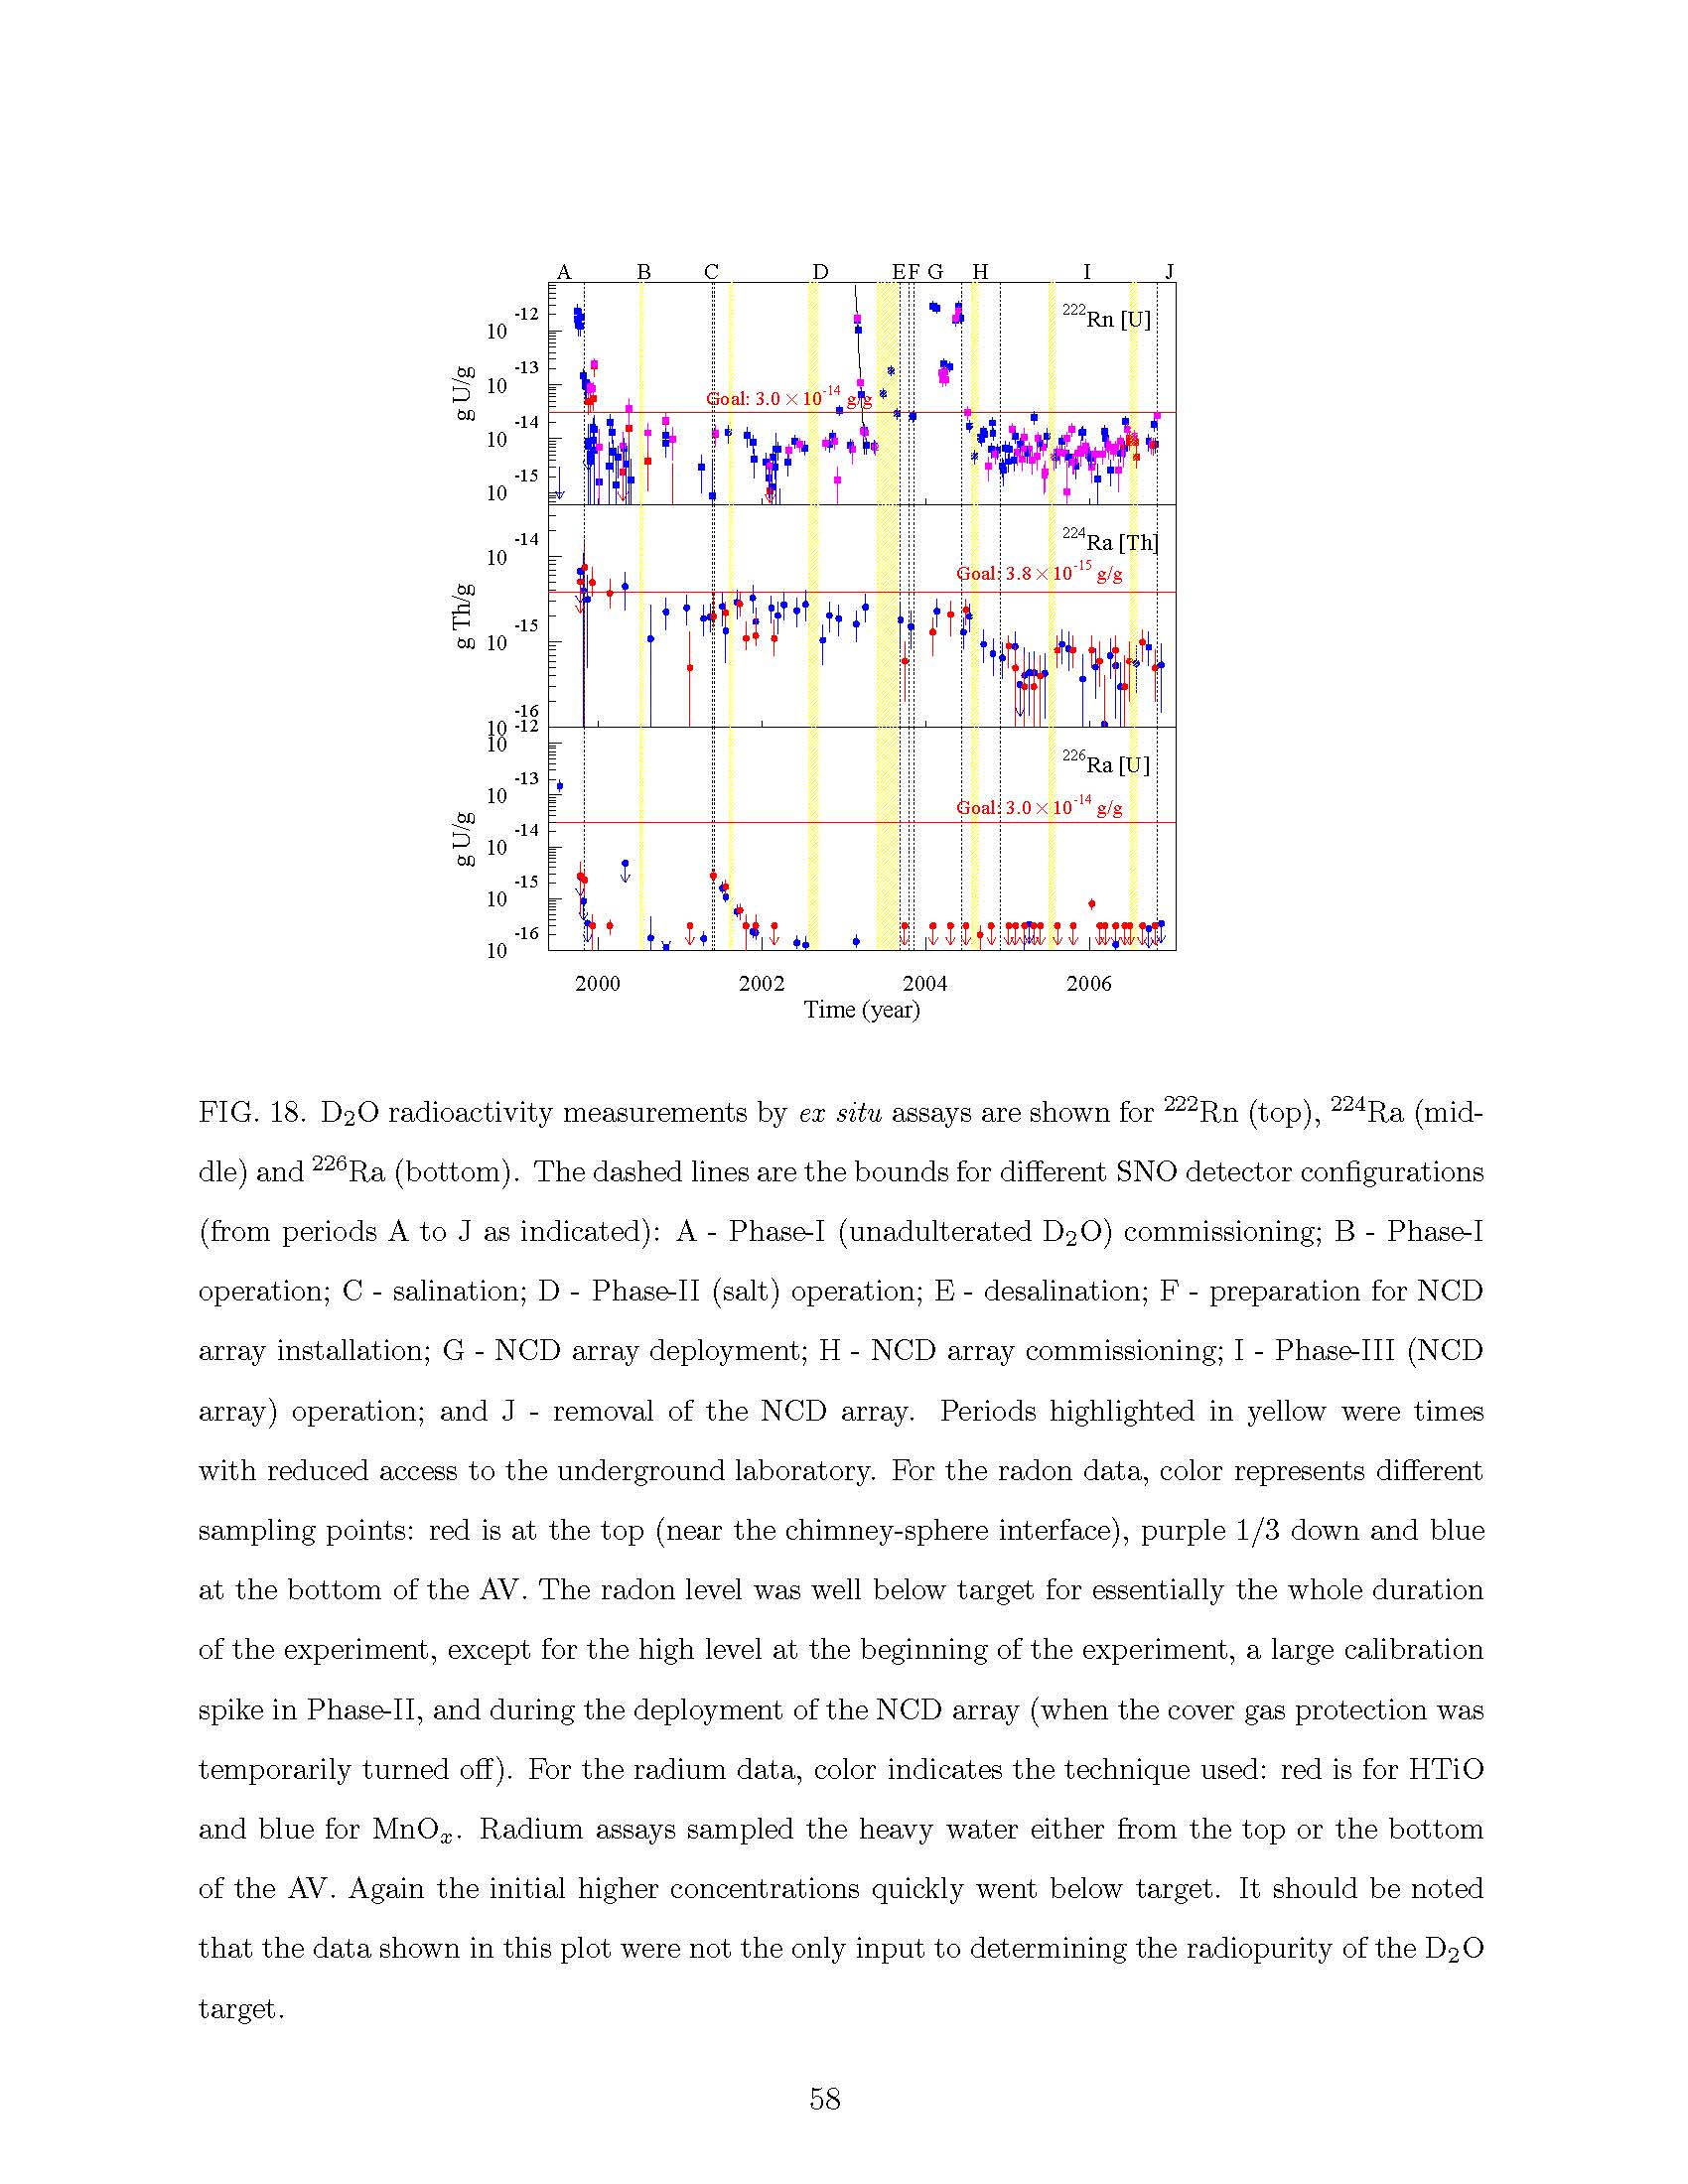 A B C D E F G H I J
²²²Rn [U]
10⁻¹²
10⁻¹³
Goal: 3.0 × 10⁻¹⁴ g/g
10⁻¹⁴
10⁻¹⁵
g U/g
²²⁴Ra [Th]
10⁻¹⁴
Goal: 3.8 × 10⁻¹⁵ g/g
10⁻¹⁵
10⁻¹⁶
g Th/g
10⁻¹²
²²⁶Ra [U]
10⁻¹³
Goal: 3.0 × 10⁻¹⁴ g/g
10⁻¹⁴
10⁻¹⁵
10⁻¹⁶
g U/g
2000 2002 2004 2006
Time (year)
FIG. 18. D₂O radioactivity measurements by ex situ assays are shown for ²²²Rn (top), ²²⁴Ra (mid-
dle) and ²²⁶Ra (bottom). The dashed lines are the bounds for different SNO detector configurations
(from periods A to J as indicated): A - Phase-I (unadulterated D₂O) commissioning; B - Phase-I
operation; C - salination; D - Phase-II (salt) operation; E - desalination; F - preparation for NCD
array installation; G - NCD array deployment; H - NCD array commissioning; I - Phase-III (NCD
array) operation; and J - removal of the NCD array. Periods highlighted in yellow were times
with reduced access to the underground laboratory. For the radon data, color represents different
sampling points: red is at the top (near the chimney-sphere interface), purple 1/3 down and blue
at the bottom of the AV. The radon level was well below target for essentially the whole duration
of the experiment, except for the high level at the beginning of the experiment, a large calibration
spike in Phase-II, and during the deployment of the NCD array (when the cover gas protection was
temporarily turned off). For the radium data, color indicates the technique used: red is for HTiO
and blue for MnOₓ. Radium assays sampled the heavy water either from the top or the bottom
of the AV. Again the initial higher concentrations quickly went below target. It should be noted
that the data shown in this plot were not the only input to determining the radiopurity of the D₂O
target.
58